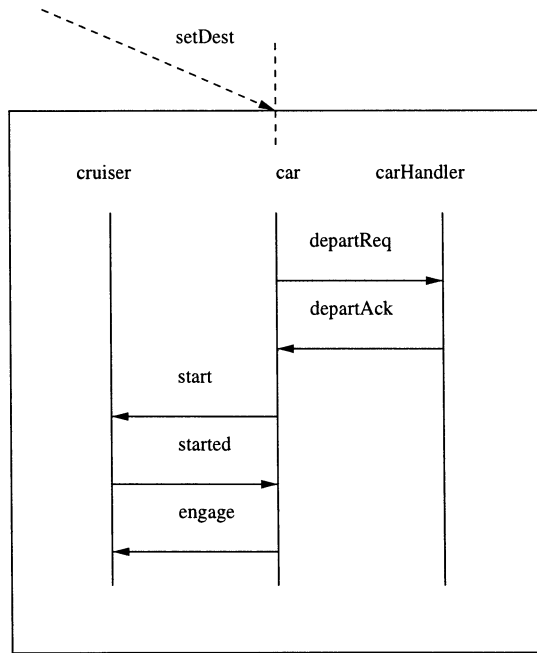 setDest
cruiser car carHandler
departReq
departAck
start
started
engage